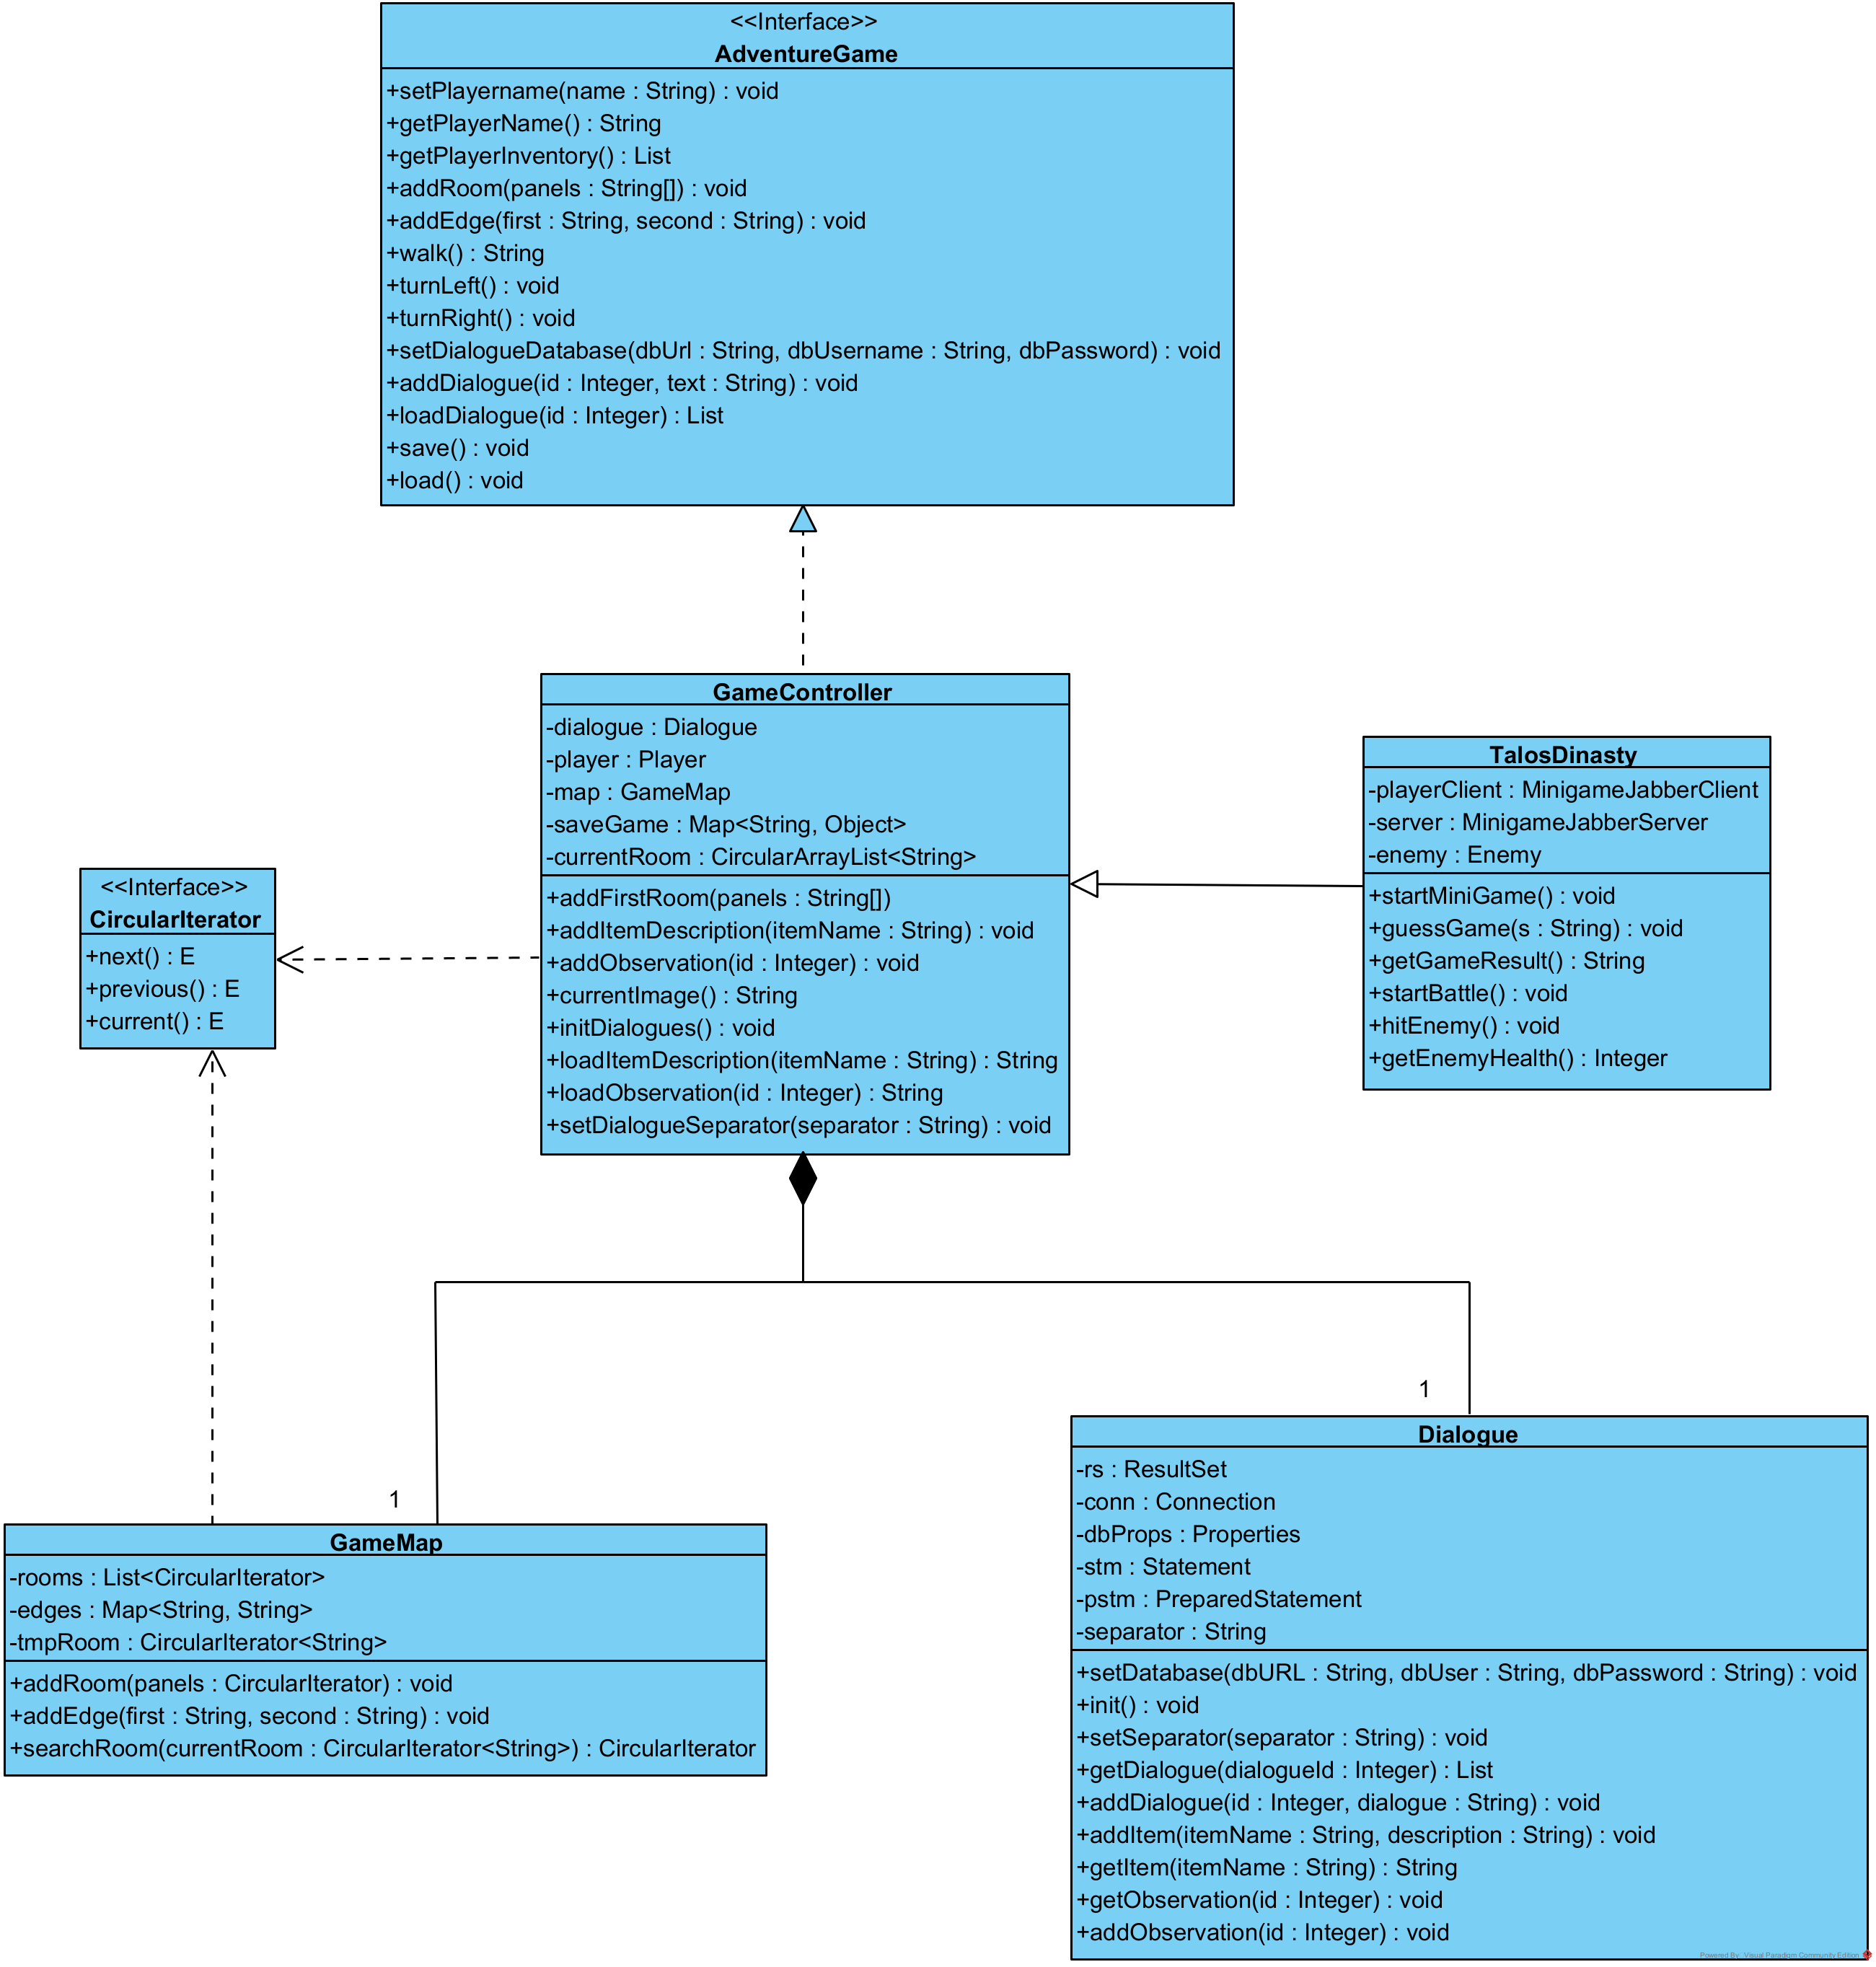 <<Interface>>
AdventureGame
+setPlayername(name : String) : void
+getPlayerName() : String
+getPlayerInventory() : List
+addRoom(panels : String[]) : void
+addEdge(first : String, second : String) : void
+walk() : String
+turnLeft() : void
+turnRight() : void
+setDialogueDatabase(dbUrl : String, dbUsername : String, dbPassword) : void
+addDialogue(id : Integer, text : String) : void
+loadDialogue(id : Integer) : List
+save() : void
+load() : void
GameController
-dialogue : Dialogue
-player : Player
-map : GameMap
-saveGame : Map<String, Object>
-currentRoom : CircularArrayList<String>
+addFirstRoom(panels : String[])
+addItemDescription(itemName : String) : void
+addObservation(id : Integer) : void
+currentImage() : String
+initDialogues() : void
+loadItemDescription(itemName : String) : String
+loadObservation(id : Integer) : String
+setDialogueSeparator(separator : String) : void
TalosDinasty
-playerClient : MinigameJabberClient
-server : MinigameJabberServer
-enemy : Enemy
+startMiniGame() : void
+guessGame(s : String) : void
+getGameResult() : String
+startBattle() : void
+hitEnemy() : void
+getEnemyHealth() : Integer
<<Interface>>
CircularIterator
+next() : E
+previous() : E
+current() : E
1
1
GameMap
-rooms : List<CircularIterator>
-edges : Map<String, String>
-tmpRoom : CircularIterator<String>
+addRoom(panels : CircularIterator) : void
+addEdge(first : String, second : String) : void
+searchRoom(currentRoom : CircularIterator<String>) : CircularIterator
Dialogue
-rs : ResultSet
-conn : Connection
-dbProps : Properties
-stm : Statement
-pstm : PreparedStatement
-separator : String
+setDatabase(dbURL : String, dbUser : String, dbPassword : String) : void
+init() : void
+setSeparator(separator : String) : void
+getDialogue(dialogueId : Integer) : List
+addDialogue(id : Integer, dialogue : String) : void
+addItem(itemName : String, description : String) : void
+getItem(itemName : String) : String
+getObservation(id : Integer) : void
+addObservation(id : Integer) : void
Powered By: Visual Paradigm Community Edition